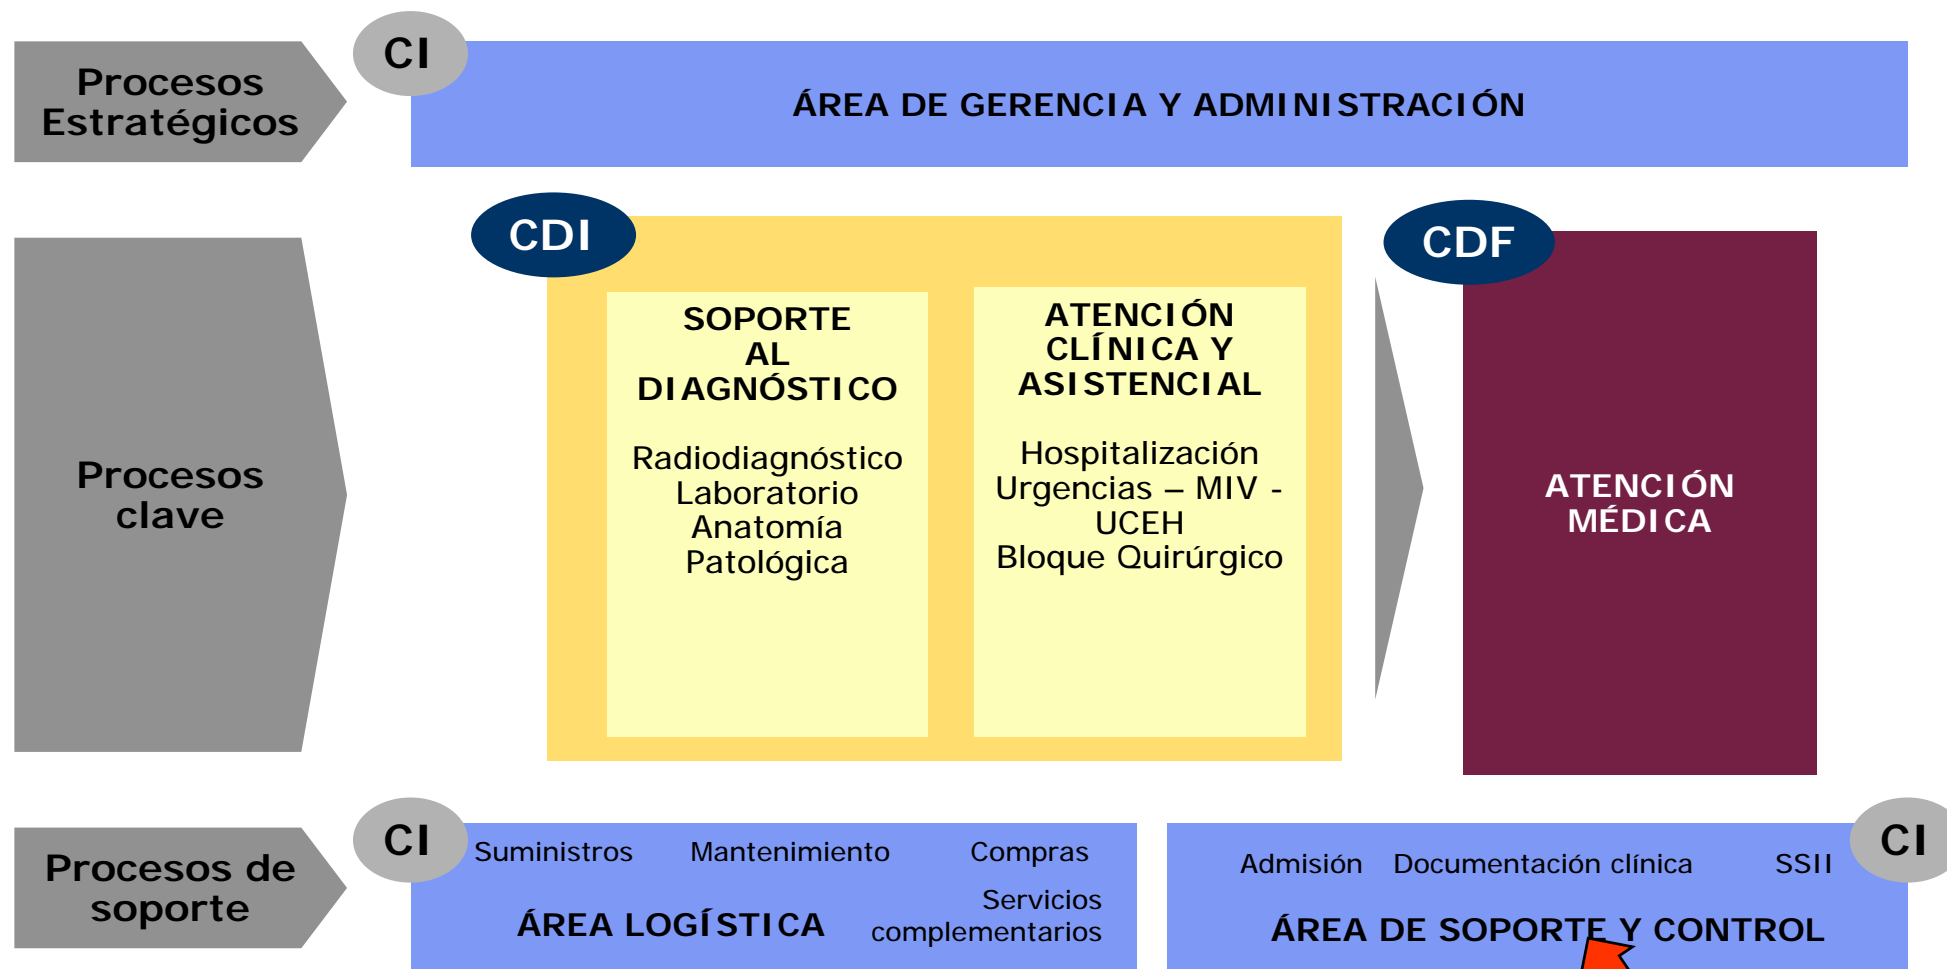 Procesos
Estratégicos
CI
ÁREA DE GERENCIA Y ADMINISTRACIÓN
Procesos
clave
CDI
SOPORTE
AL
DIAGNÓSTICO
Radiodiagnóstico
Laboratorio
Anatomía
Patológica
ATENCIÓN
CLÍNICA Y
ASISTENCIAL
Hospitalización
Urgencias – MIV -
UCEH
Bloque Quirúrgico
CDF
ATENCIÓN
MÉDICA
Procesos de
soporte
CI
Suministros Mantenimiento Compras
Servicios
complementarios
ÁREA LOGÍSTICA
CI
Admisión Documentación clínica SSII
ÁREA DE SOPORTE Y CONTROL